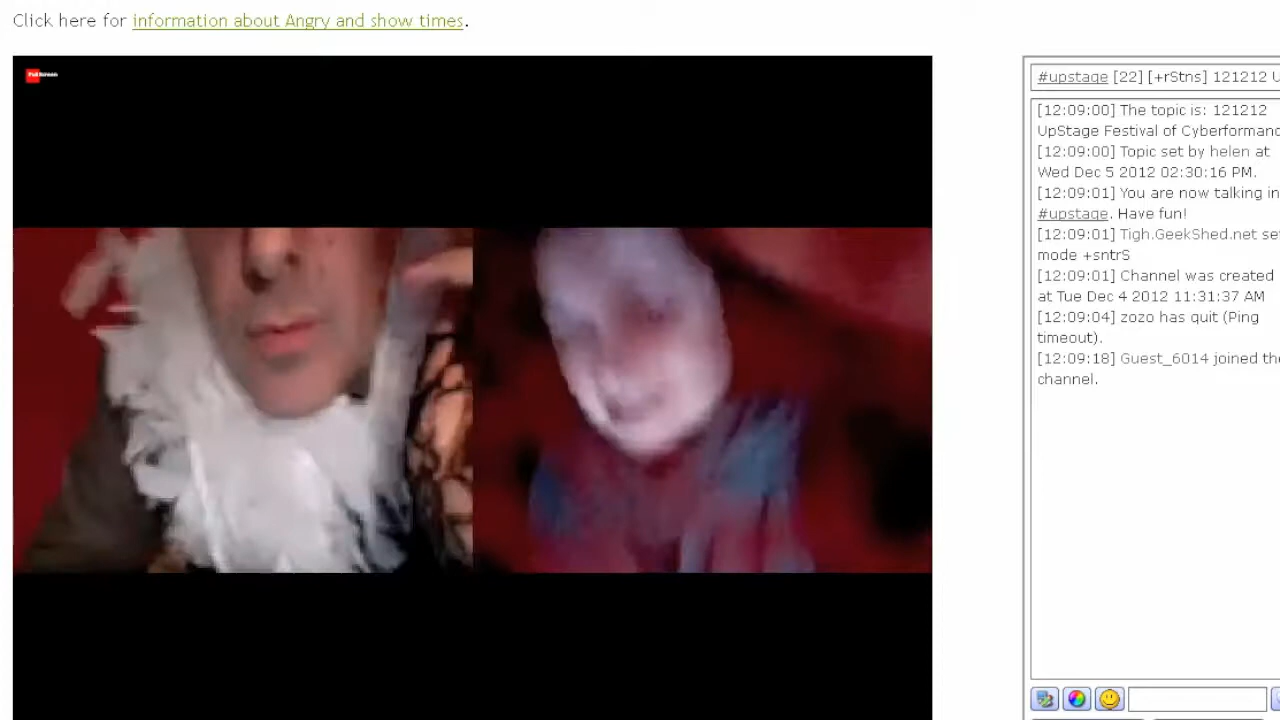 Click here for information about Angry and show times.
Full Screen
#upstage [22] [+rStns] 121212 U
[12:09:00] The topic is: 121212
UpStage Festival of Cyberformanc
[12:09:00] Topic set by helen at
Wed Dec 5 2012 02:30:16 PM.
[12:09:01] You are now talking in
#upstage. Have fun!
[12:09:01] Tigh.GeekShed.net se
mode +sntrS
[12:09:01] Channel was created
at Tue Dec 4 2012 11:31:37 AM
[12:09:04] zozo has quit (Ping
timeout).
[12:09:18] Guest_6014 joined the
channel.